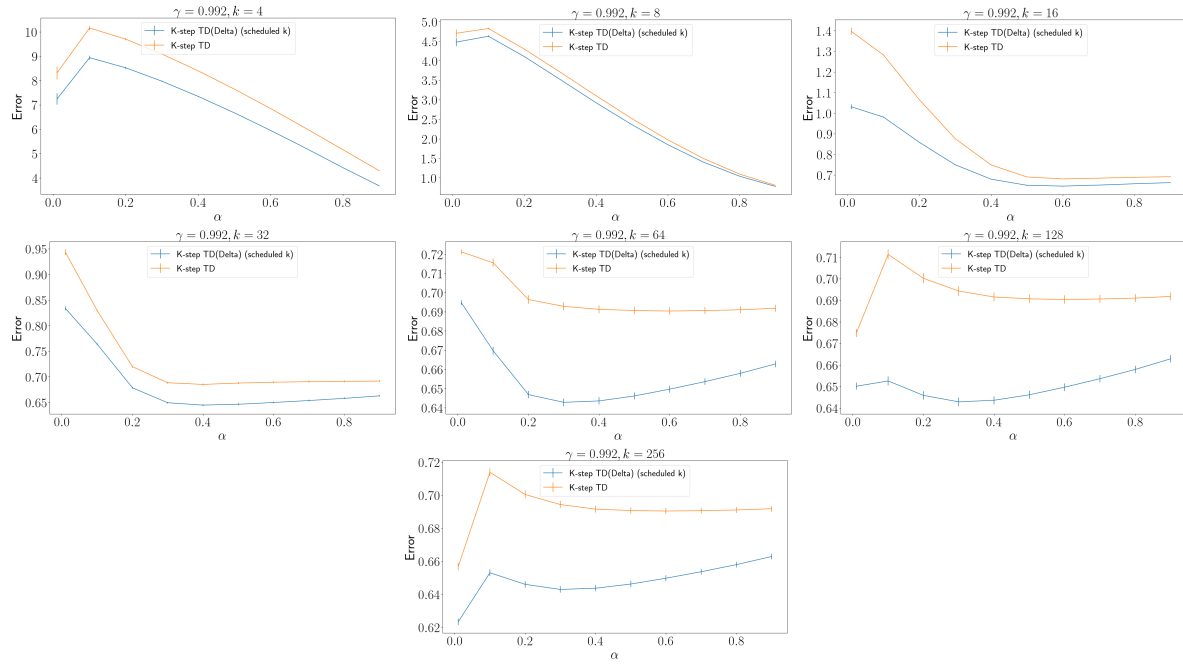 γ = 0.992, k = 4
K-step TD(Delta) (scheduled k)
K-step TD
Error
10
9
8
7
6
5
4
0.0 0.2 0.4 0.6 0.8
α
γ = 0.992, k = 8
K-step TD(Delta) (scheduled k)
K-step TD
Error
5.0
4.5
4.0
3.5
3.0
2.5
2.0
1.5
1.0
0.0 0.2 0.4 0.6 0.8
α
γ = 0.992, k = 16
K-step TD(Delta) (scheduled k)
K-step TD
Error
1.4
1.3
1.2
1.1
1.0
0.9
0.8
0.7
0.0 0.2 0.4 0.6 0.8
α
γ = 0.992, k = 32
K-step TD(Delta) (scheduled k)
K-step TD
Error
0.95
0.90
0.85
0.80
0.75
0.70
0.65
0.0 0.2 0.4 0.6 0.8
α
γ = 0.992, k = 64
K-step TD(Delta) (scheduled k)
K-step TD
Error
0.72
0.71
0.70
0.69
0.68
0.67
0.66
0.65
0.64
0.0 0.2 0.4 0.6 0.8
α
γ = 0.992, k = 128
K-step TD(Delta) (scheduled k)
K-step TD
Error
0.71
0.70
0.69
0.68
0.67
0.66
0.65
0.64
0.0 0.2 0.4 0.6 0.8
α
γ = 0.992, k = 256
K-step TD(Delta) (scheduled k)
K-step TD
Error
0.72
0.70
0.68
0.66
0.64
0.62
0.0 0.2 0.4 0.6 0.8
α